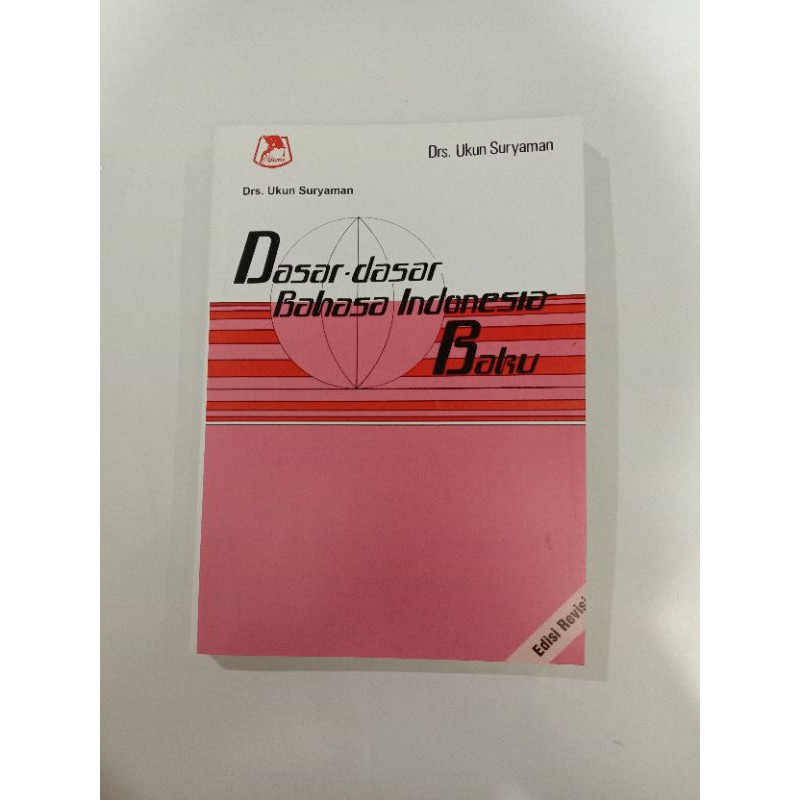 Drs. Ukun Suryaman
Drs. Ukun Suryaman
Dasar-dasar
Bahasa Indonesia
Baku
Edisi Revisi